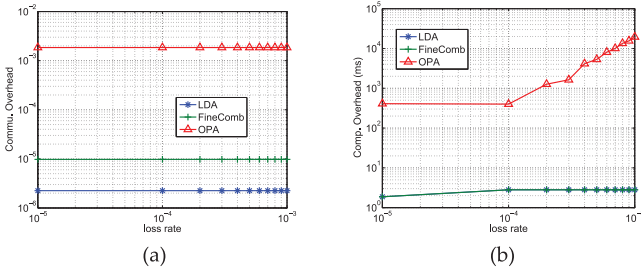 10−2
10−3
10−4
10−5
10−6
Commu. Overhead
LDA
FineComb
OPA
10−5
10−4
10−3
loss rate
(a)
10^5
10^4
10^3
10^2
10^1
10^0
Comp. Overhead (ms)
LDA
FineComb
OPA
10−5
10−4
10−
loss rate
(b)